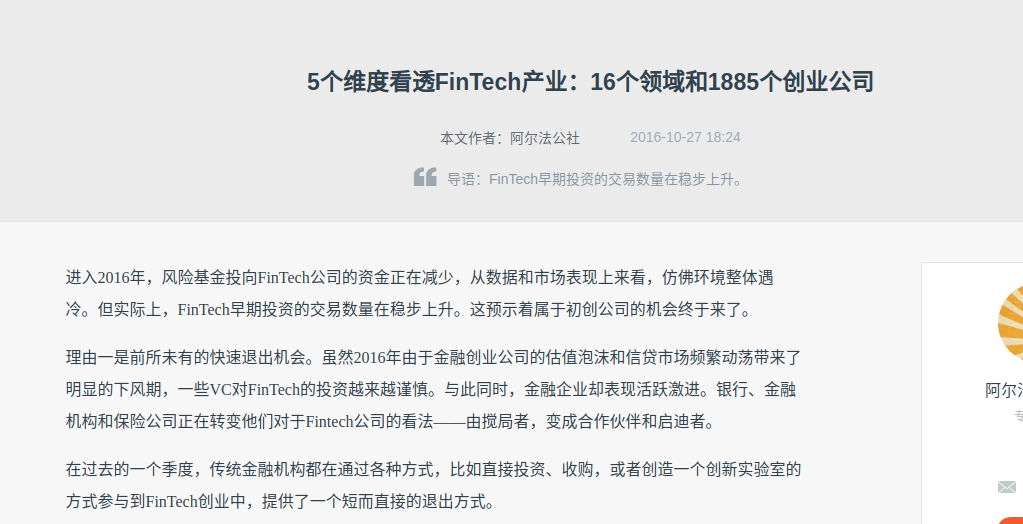 5个维度看透FinTech产业：16个领域和1885个创业公司
本文作者：阿尔法公社 2016-10-27 18:24
导语：FinTech早期投资的交易数量在稳步上升。
进入2016年，风险基金投向FinTech公司的资金正在减少，从数据和市场表现上来看，仿佛环境整体遇
冷。但实际上，FinTech早期投资的交易数量在稳步上升。这预示着属于初创公司的机会终于来了。
理由一是前所未有的快速退出机会。虽然2016年由于金融创业公司的估值泡沫和信贷市场频繁动荡带来了
明显的下风期，一些VC对FinTech的投资越来越谨慎。与此同时，金融企业却表现活跃激进。银行、金融
机构和保险公司正在转变他们对于Fintech公司的看法——由搅局者，变成合作伙伴和启迪者。
在过去的一个季度，传统金融机构都在通过各种方式，比如直接投资、收购，或者创造一个创新实验室的
方式参与到FinTech创业中，提供了一个短而直接的退出方式。
阿尔